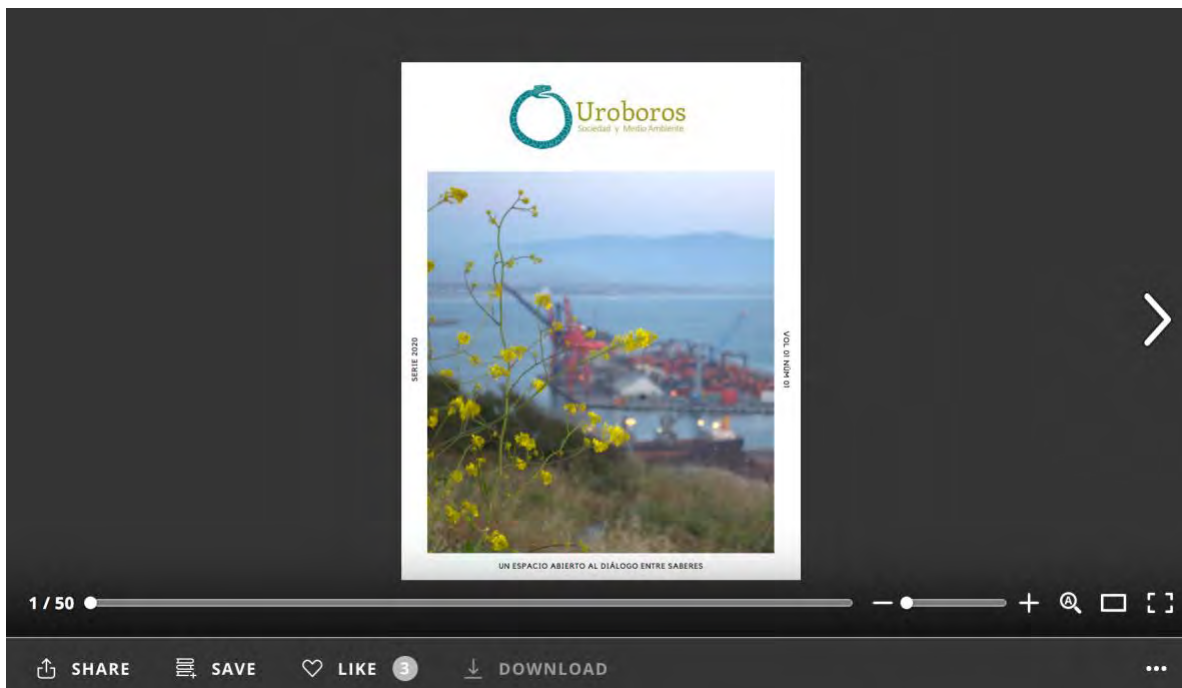 Uroboros
Sociedad y Medio Ambiente
SERIE 2020
VOL 01 NÚM 01
UN ESPACIO ABIERTO AL DIÁLOGO ENTRE SABERES
1 / 50
A
SHARE
SAVE
LIKE 3
DOWNLOAD